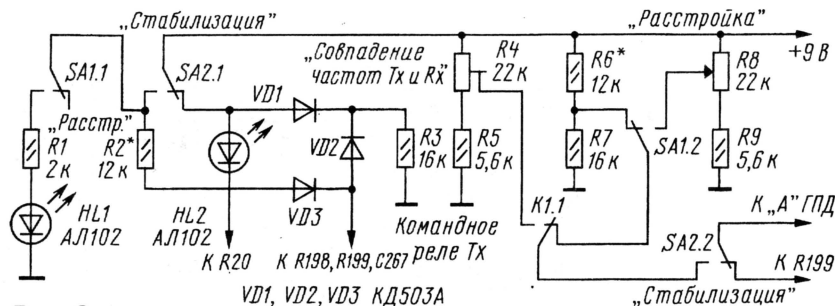 „Стабилизация”
„Расстройка”
+9 В
SA1.1
SA2.1
„Совпадение
частот Tx и Rx”
R4
22 к
R6*
12 к
R8
22 к
VD1
„Расстр.”
R1
2 к
R2*
12 к
VD2
R3
16 к
R5
5,6 к
R7
16 к
SA1.2
R9
5,6 к
HL1
АЛ102
HL2
АЛ102
VD3
Командное
реле Tx
K1.1
К „А” ГПД
SA2.2
К R20
К R198, R199, C267
К R199
VD1, VD2, VD3 КД503А
„Стабилизация”